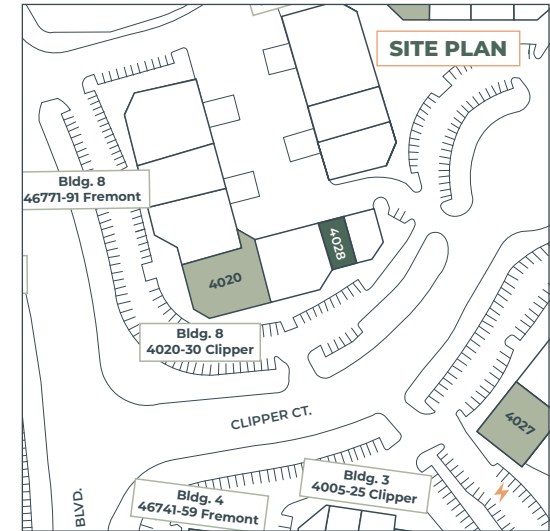 SITE PLAN
Bldg. 8
46771-91 Fremont
4028
4020
Bldg. 8
4020-30 Clipper
CLIPPER CT.
4027
Bldg. 3
4005-25 Clipper
Bldg. 4
46741-59 Fremont
BLVD.